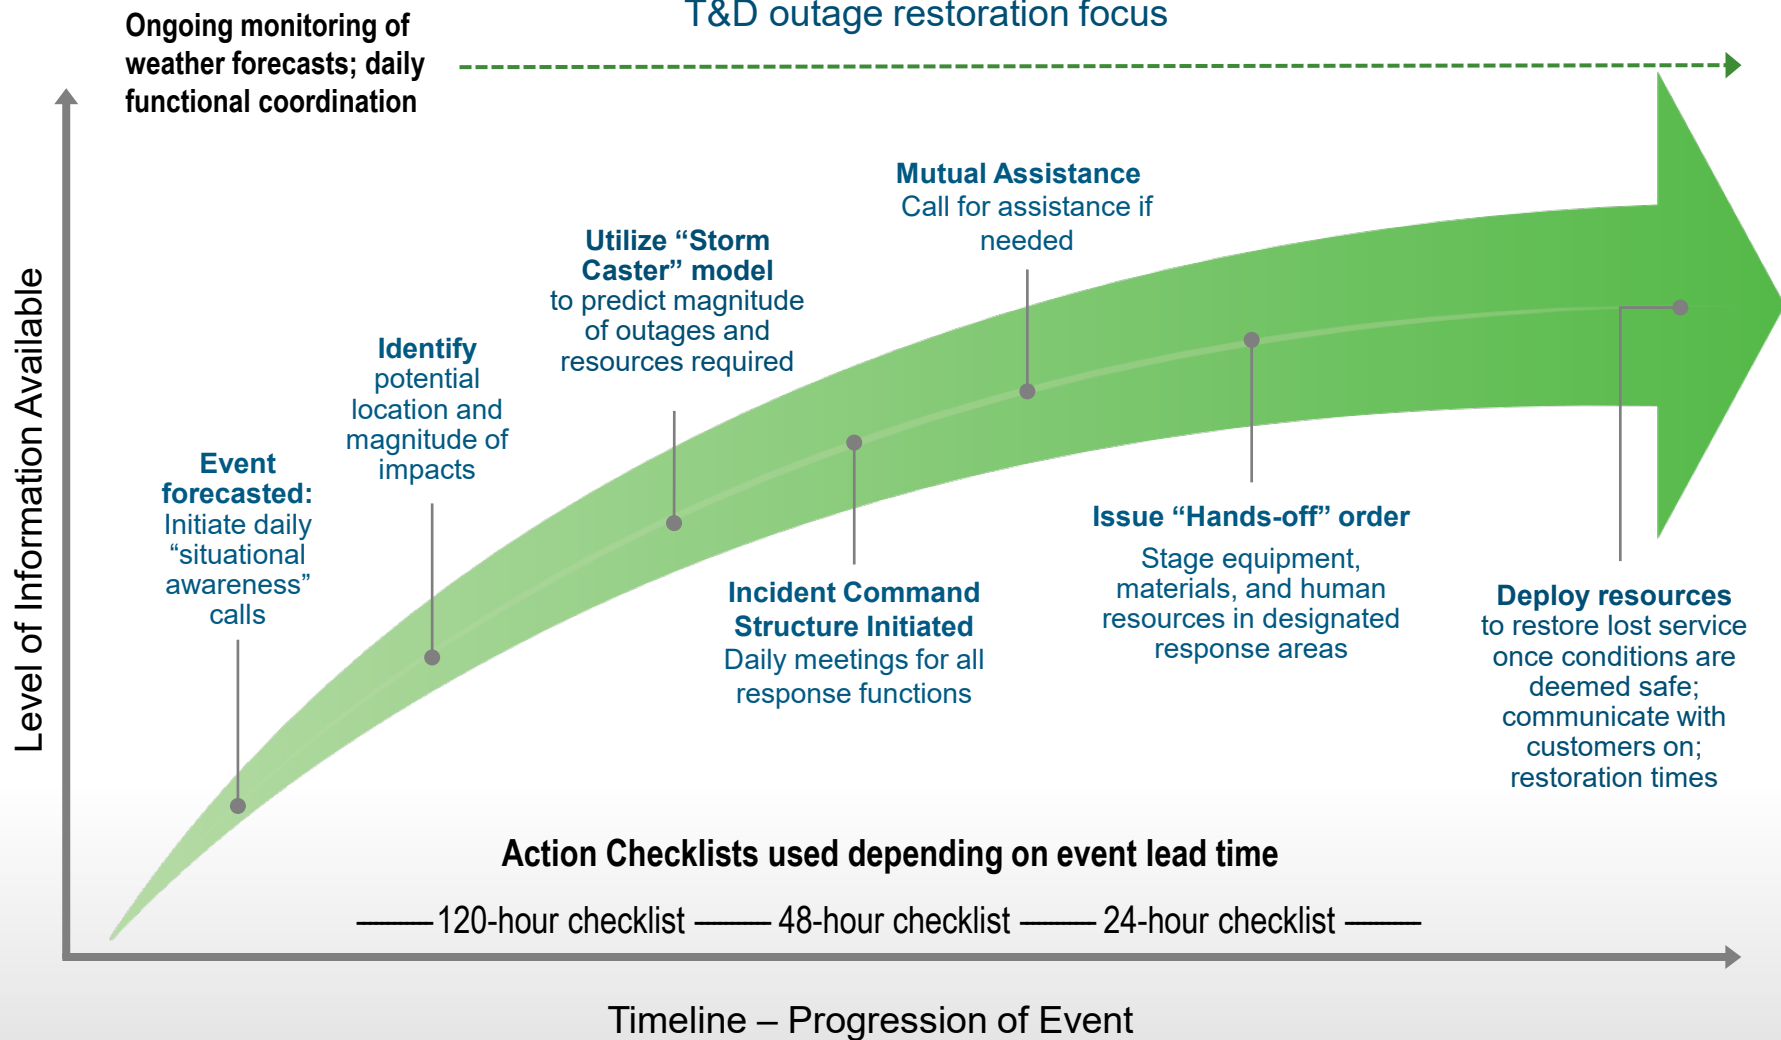 T&D outage restoration focus
Ongoing monitoring of
weather forecasts; daily
functional coordination
Level of Information Available
Event
forecasted:
Initiate daily
“situational
awareness”
calls
Identify
potential
location and
magnitude of
impacts
Utilize “Storm
Caster” model
to predict magnitude
of outages and
resources required
Incident Command
Structure Initiated
Daily meetings for all
response functions
Mutual Assistance
Call for assistance if
needed
Issue “Hands-off” order
Stage equipment,
materials, and human
resources in designated
response areas
Deploy resources
to restore lost service
once conditions are
deemed safe;
communicate with
customers on;
restoration times
Action Checklists used depending on event lead time
120-hour checklist 48-hour checklist 24-hour checklist
Timeline – Progression of Event